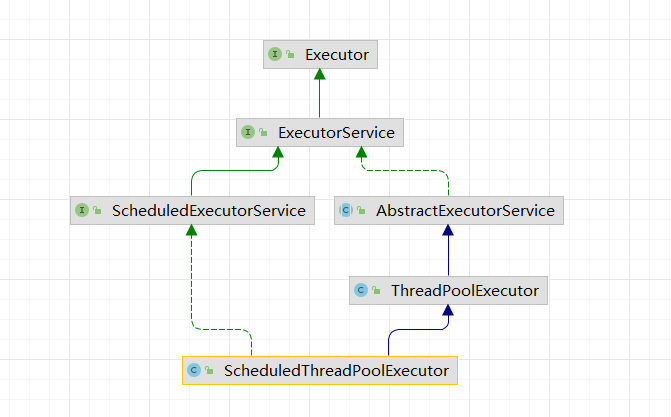 I Executor
I ExecutorService
I ScheduledExecutorService
C AbstractExecutorService
C ThreadPoolExecutor
C ScheduledThreadPoolExecutor